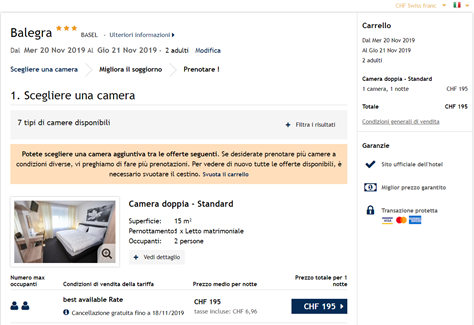 CHF Swiss franc
Balegra
BASEL - Ulteriori informazioni
Dal Mer 20 Nov 2019 Al Gio 21 Nov 2019 - 2 adulti Modifica
Scegliere una camera Migliora il soggiorno Prenotare !
1. Scegliere una camera
7 tipi di camere disponibili
+ Filtra i risultati
Potete scegliere una camera aggiuntiva tra le offerte seguenti. Se desiderate prenotare più camere a
condizioni diverse, vi preghiamo di fare più prenotazioni. Per vedere di nuovo tutte le offerte disponibili, è
necessario svuotare il cestino. Svuota il carrello
Camera doppia - Standard
Superficie: 15 m²
Pernottamento: 1 x Letto matrimoniale
Occupanti: 2 persone
+ Vedi dettaglio
Numero max occupanti
Condizioni di vendita della tariffa
Prezzo medio per notte
Prezzo totale per 1 notte
best available Rate
Cancellazione gratuita fino a 18/11/2019
CHF 195
tasse incluse: CHF 6,96
CHF 195
Carrello
Dal Mer 20 Nov 2019
Al Gio 21 Nov 2019
2 adulti
Camera doppia - Standard
1 camera, 1 notte CHF 195
Totale CHF 195
Condizioni generali di vendita
Garanzie
Sito ufficiale dell'hotel
Miglior prezzo garantito
Transazione protetta